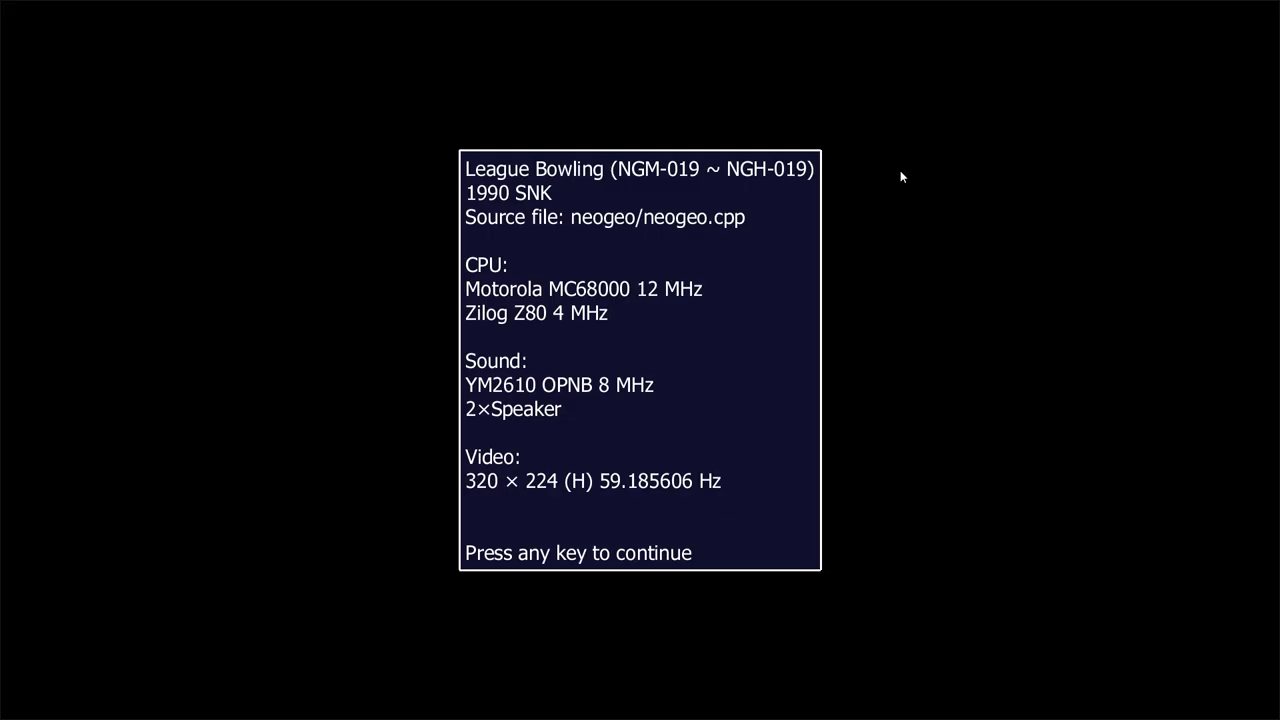 League Bowling (NGM-019 ~ NGH-019)
1990 SNK
Source file: neogeo/neogeo.cpp
CPU:
Motorola MC68000 12 MHz
Zilog Z80 4 MHz
Sound:
YM2610 OPNB 8 MHz
2×Speaker
Video:
320 × 224 (H) 59.185606 Hz
Press any key to continue